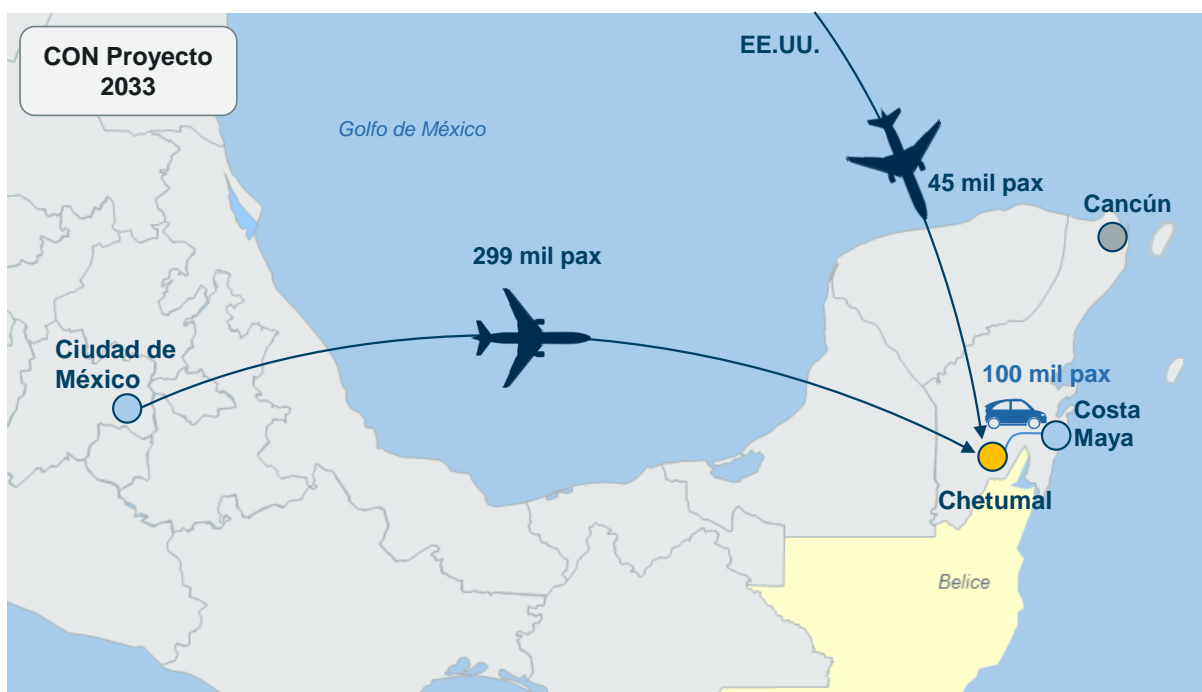 CON Proyecto
2033
EE.UU.
Golfo de México
45 mil pax
Cancún
299 mil pax
Ciudad de
México
100 mil pax
Costa
Maya
Chetumal
Belice